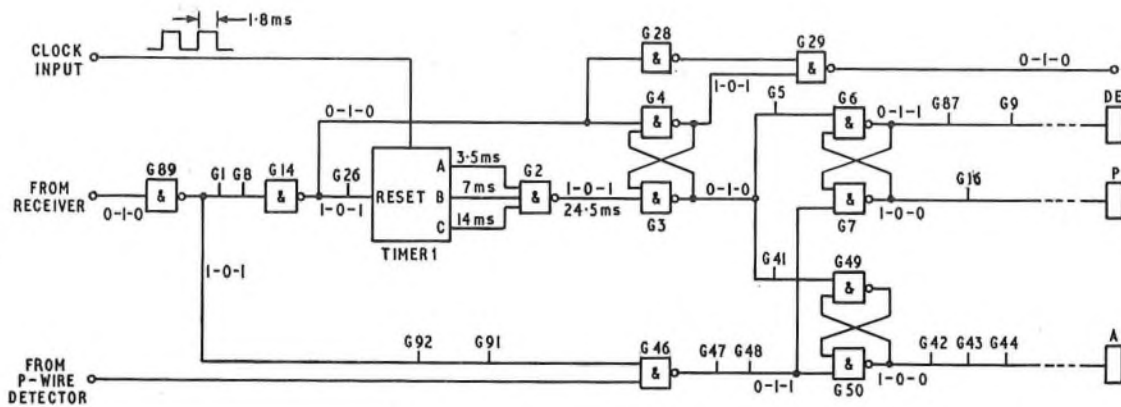 1·8ms
CLOCK
INPUT
G28
&
G29
&
0-1-0
G4
&
1-0-1
G5
G6
&
0-1-1
G87
G9
DE
0-1-0
G89
&
G1
G8
G14
&
G26
1-0-1
RESET
A
3·5ms
B
7ms
C
14ms
TIMER 1
G2
&
1-0-1
24·5ms
&
G3
0-1-0
&
G7
1-0-0
G16
P
FROM
RECEIVER
0-1-0
1-0-1
G41
G49
&
G92
G91
G46
&
G47
G48
0-1-1
&
G50
1-0-0
G42
G43
G44
A
FROM
P-WIRE
DETECTOR